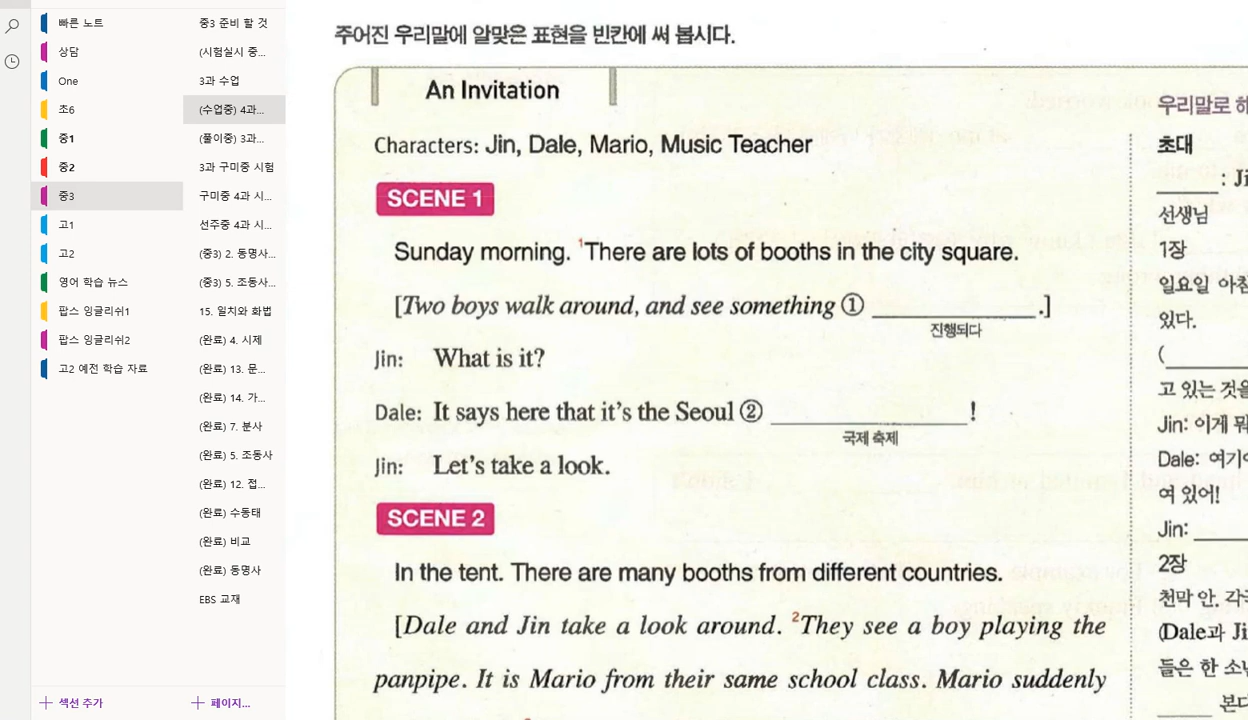 빠른 노트
상담
One
초6
중1
중2
중3
고1
고2
영어 학습 뉴스
팝스 잉글리쉬1
팝스 잉글리쉬2
고2 예전 학습 자료
섹션 추가
중3 준비 할 것
(시험실시 중...
3과 수업
(수업중) 4과...
(풀이중) 3과...
3과 구미중 시험
구미중 4과 시...
선주중 4과 시...
(중3) 2. 동명사...
(중3) 5. 조동사...
15. 일치와 화법
(완료) 4. 시제
(완료) 13. 문...
(완료) 14. 가...
(완료) 7. 분사
(완료) 5. 조동사
(완료) 12. 접...
(완료) 수동태
(완료) 비교
(완료) 동명사
EBS 교재
페이지...
주어진 우리말에 알맞은 표현을 빈칸에 써 봅시다.
An Invitation
Characters: Jin, Dale, Mario, Music Teacher
SCENE 1
Sunday morning. 1There are lots of booths in the city square.
[Two boys walk around, and see something ① ____________ .]
진행되다
Jin: What is it?
Dale: It says here that it's the Seoul ② ____________ !
국제 축제
Jin: Let's take a look.
SCENE 2
In the tent. There are many booths from different countries.
[Dale and Jin take a look around. 2They see a boy playing the
panpipe. It is Mario from their same school class. Mario suddenly
우리말로 해
초대
______ : Ji
선생님
1장
일요일 아침
있다.
(______
고 있는 것을
Jin: 이게 뭐
Dale: 여기에
여 있어!
Jin: ______
2장
천막 안. 각국
(Dale과 Ji
들은 한 소년
______ 본다